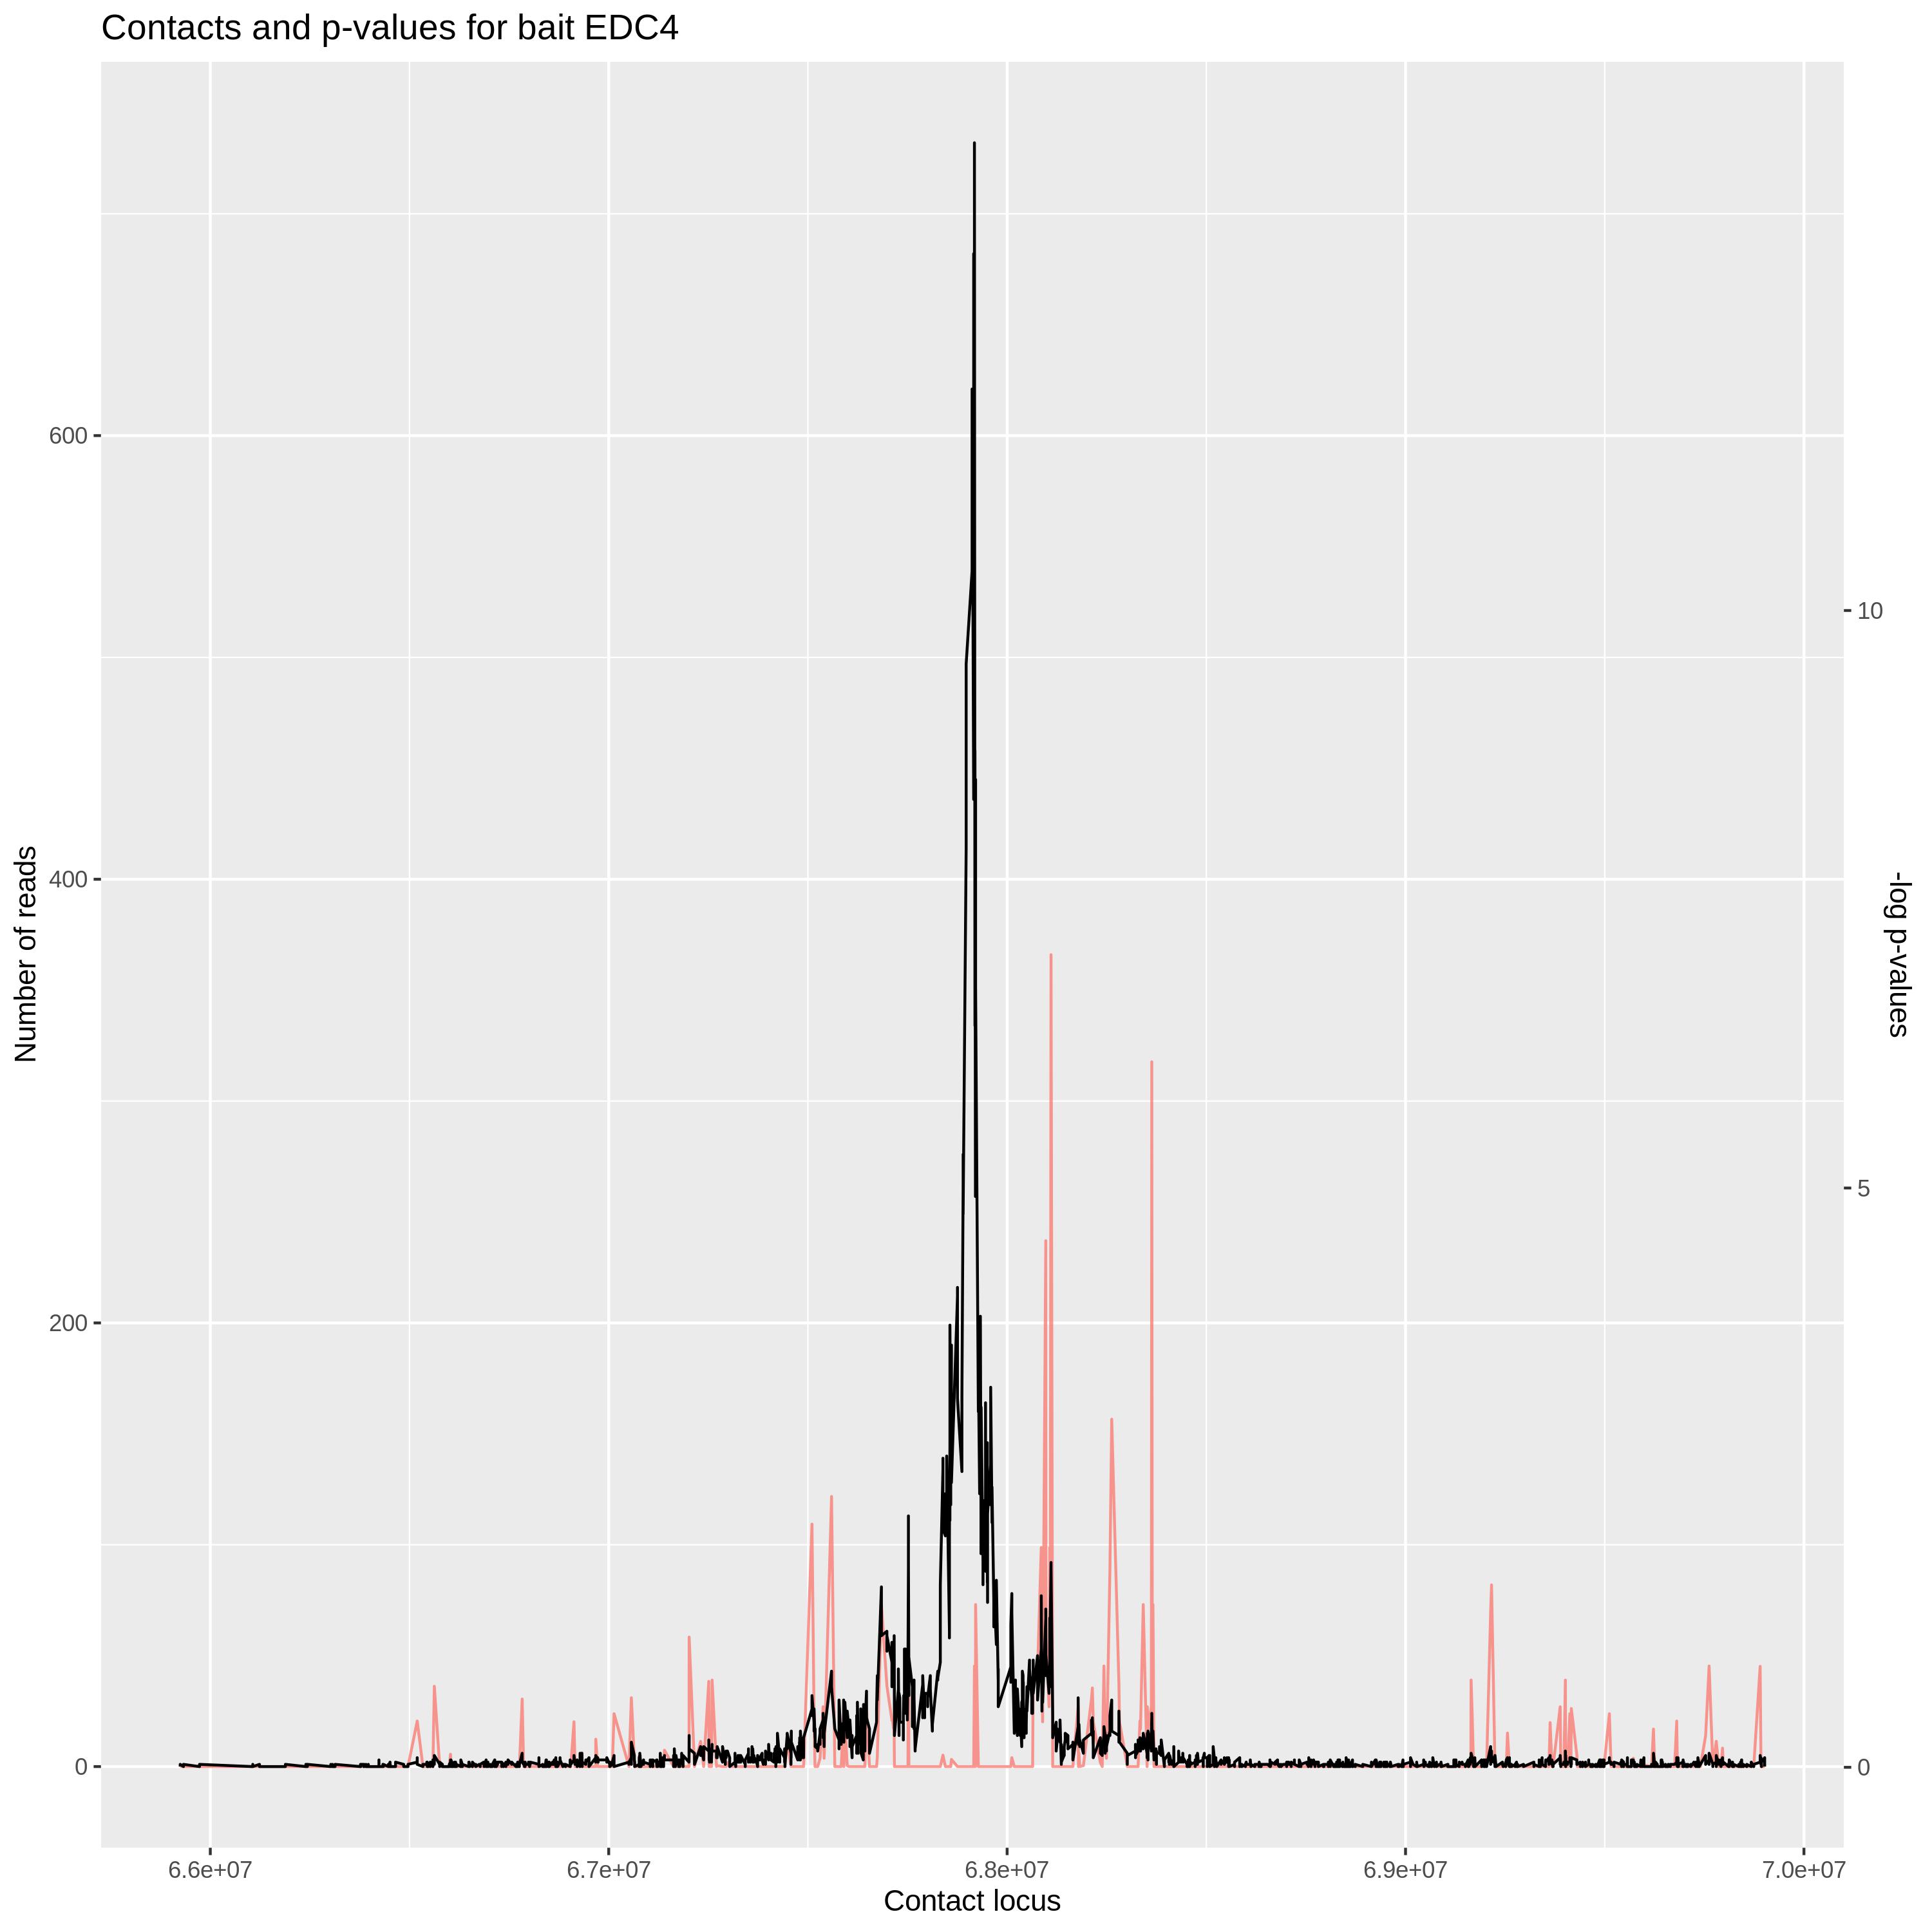 Contacts and p-values for bait EDC4
Number of reads
600
400
200
0
10
5
0
-log p-values
6.6e+07
6.7e+07
6.8e+07
6.9e+07
7.0e+07
Contact locus